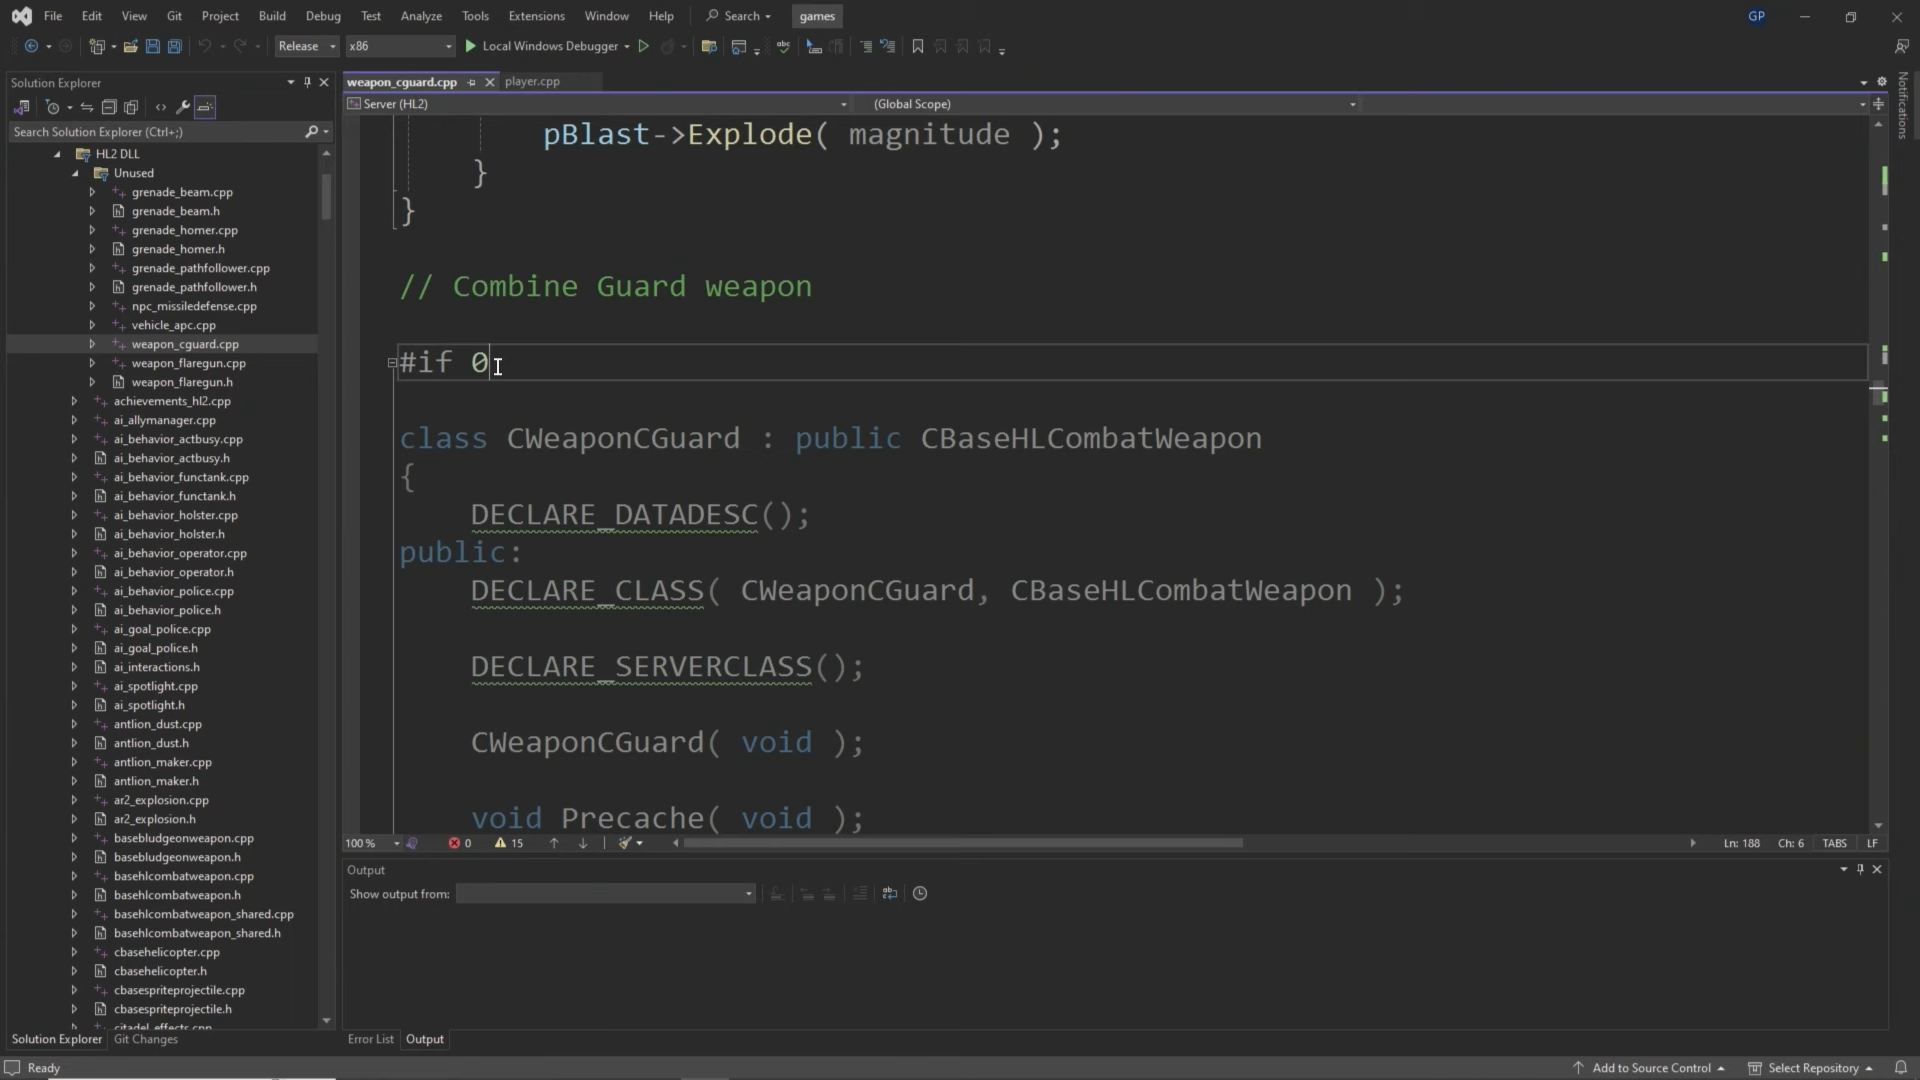 File Edit View Git Project Build Debug Test Analyze Tools Extensions Window Help Search games GP
Release x86 Local Windows Debugger
Solution Explorer
Search Solution Explorer (Ctrl+;)
HL2 DLL
Unused
grenade_beam.cpp
grenade_beam.h
grenade_homer.cpp
grenade_homer.h
grenade_pathfollower.cpp
grenade_pathfollower.h
npc_missiledefense.cpp
vehicle_apc.cpp
weapon_cguard.cpp
weapon_flaregun.cpp
weapon_flaregun.h
achievements_hl2.cpp
ai_allymanager.cpp
ai_behavior_actbusy.cpp
ai_behavior_actbusy.h
ai_behavior_functank.cpp
ai_behavior_functank.h
ai_behavior_holster.cpp
ai_behavior_holster.h
ai_behavior_operator.cpp
ai_behavior_operator.h
ai_behavior_police.cpp
ai_behavior_police.h
ai_goal_police.cpp
ai_goal_police.h
ai_interactions.h
ai_spotlight.cpp
ai_spotlight.h
antlion_dust.cpp
antlion_dust.h
antlion_maker.cpp
antlion_maker.h
ar2_explosion.cpp
ar2_explosion.h
basebludgeonweapon.cpp
basebludgeonweapon.h
basehlcombatweapon.cpp
basehlcombatweapon.h
basehlcombatweapon_shared.cpp
basehlcombatweapon_shared.h
cbasehelicopter.cpp
cbasehelicopter.h
cbasespriteprojectile.cpp
cbasespriteprojectile.h
citadel_effects.cpp
Solution Explorer Git Changes
weapon_cguard.cpp player.cpp
Server (HL2) (Global Scope)
pBlast->Explode( magnitude );
}
}
// Combine Guard weapon
#if 0
class CWeaponCGuard : public CBaseHLCombatWeapon
{
DECLARE_DATADESC();
public:
DECLARE_CLASS( CWeaponCGuard, CBaseHLCombatWeapon );
DECLARE_SERVERCLASS();
CWeaponCGuard( void );
void Precache( void );
100 % 0 15 Ln: 188 Ch: 6 TABS LF
Output
Show output from:
Error List Output
Notifications
Ready Add to Source Control Select Repository